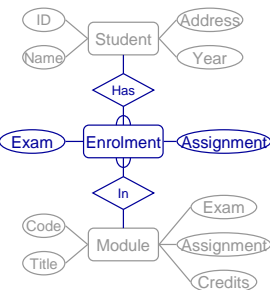 ID
Address
Student
Name
Year
Has
Exam
Enrolment
Assignment
In
Code
Exam
Module
Assignment
Title
Credits